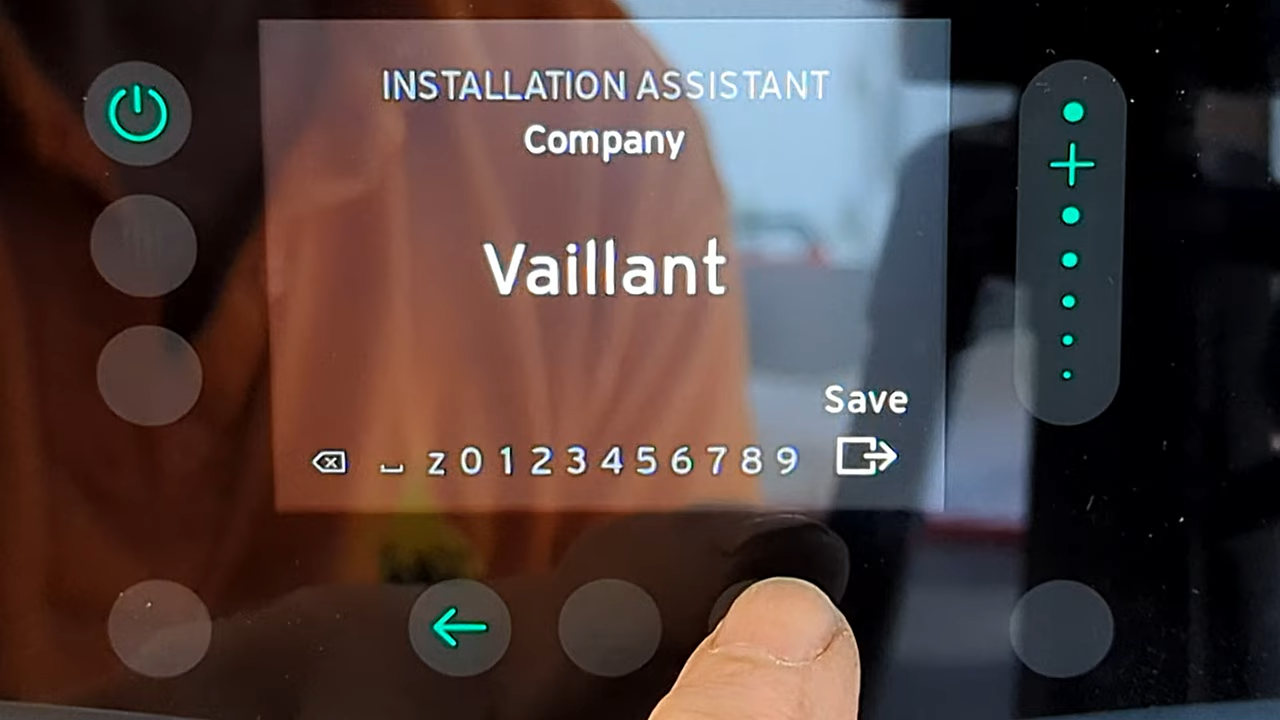 INSTALLATION ASSISTANT
Company
Vaillant
Save
z 0 1 2 3 4 5 6 7 8 9